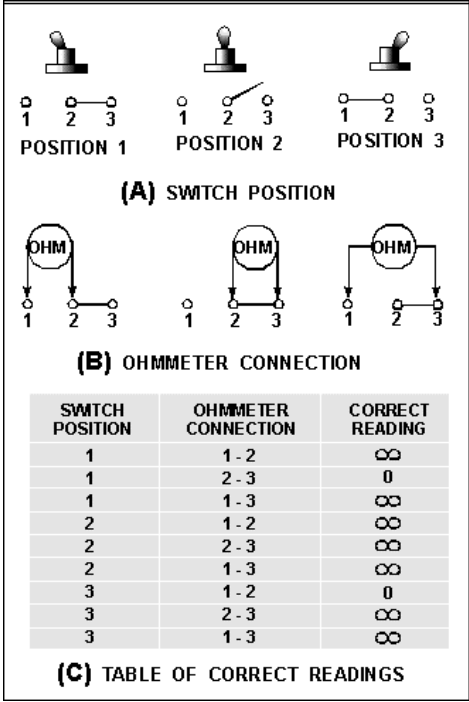 1 2 3 1 2 3 1 2 3
POSITION 1 POSITION 2 POSITION 3
(A) SWITCH POSITION
OHM OHM OHM
1 2 3 1 2 3 1 2 3
(B) OHMMETER CONNECTION
SWITCH OHMMETER CORRECT
POSITION CONNECTION READING
1 1 - 2 ∞
1 2 - 3 0
1 1 - 3 ∞
2 1 - 2 ∞
2 2 - 3 ∞
2 1 - 3 ∞
3 1 - 2 0
3 2 - 3 ∞
3 1 - 3 ∞
(C) TABLE OF CORRECT READINGS